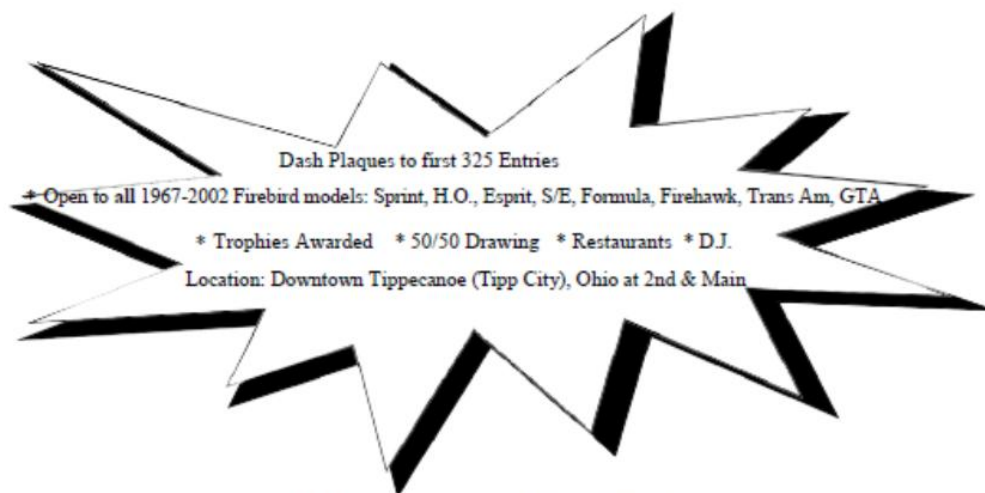 Dash Plaques to first 325 Entries
* Open to all 1967-2002 Firebird models: Sprint, H.O., Esprit, S/E, Formula, Firehawk, Trans Am, GTA
* Trophies Awarded * 50/50 Drawing * Restaurants * D.J.
Location: Downtown Tippecanoe (Tipp City), Ohio at 2nd & Main